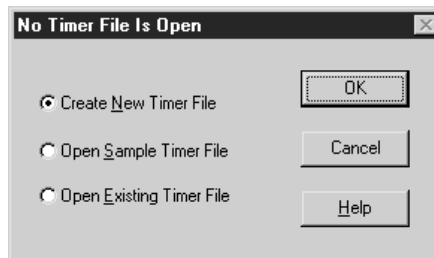 No Timer File Is Open
Create New Timer File
OK
Open Sample Timer File
Cancel
Open Existing Timer File
Help